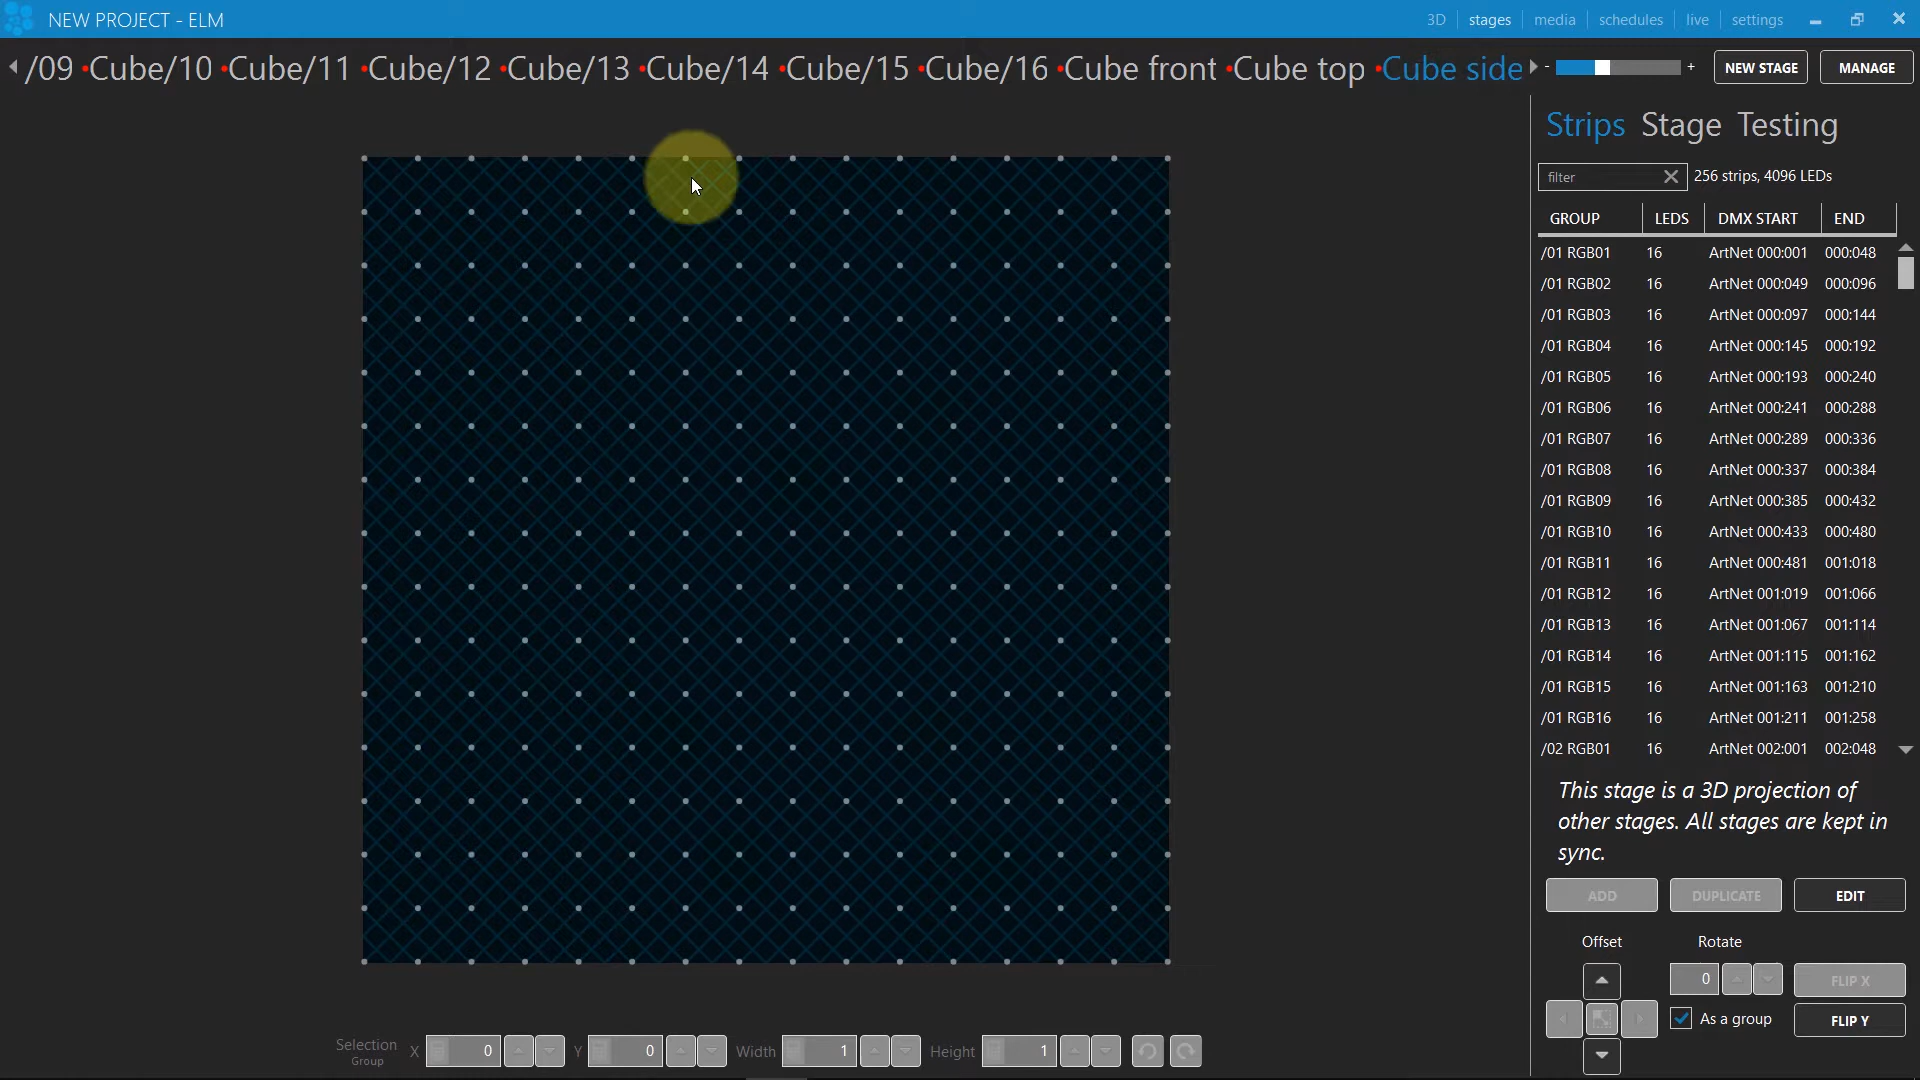 NEW PROJECT - ELM
3D stages media schedules live settings
/09 Cube/10 Cube/11 Cube/12 Cube/13 Cube/14 Cube/15 Cube/16 Cube front Cube top Cube side
- +
NEW STAGE
MANAGE
Strips Stage Testing
filter
256 strips, 4096 LEDs
GROUP LEDS DMX START END
/01 RGB01 16 ArtNet 000:001 000:048
/01 RGB02 16 ArtNet 000:049 000:096
/01 RGB03 16 ArtNet 000:097 000:144
/01 RGB04 16 ArtNet 000:145 000:192
/01 RGB05 16 ArtNet 000:193 000:240
/01 RGB06 16 ArtNet 000:241 000:288
/01 RGB07 16 ArtNet 000:289 000:336
/01 RGB08 16 ArtNet 000:337 000:384
/01 RGB09 16 ArtNet 000:385 000:432
/01 RGB10 16 ArtNet 000:433 000:480
/01 RGB11 16 ArtNet 000:481 001:018
/01 RGB12 16 ArtNet 001:019 001:066
/01 RGB13 16 ArtNet 001:067 001:114
/01 RGB14 16 ArtNet 001:115 001:162
/01 RGB15 16 ArtNet 001:163 001:210
/01 RGB16 16 ArtNet 001:211 001:258
/02 RGB01 16 ArtNet 002:001 002:048
This stage is a 3D projection of
other stages. All stages are kept in
sync.
ADD DUPLICATE EDIT
Offset Rotate
0 FLIP X
As a group FLIP Y
Selection X 0 Y 0 Width 1 Height 1
Group